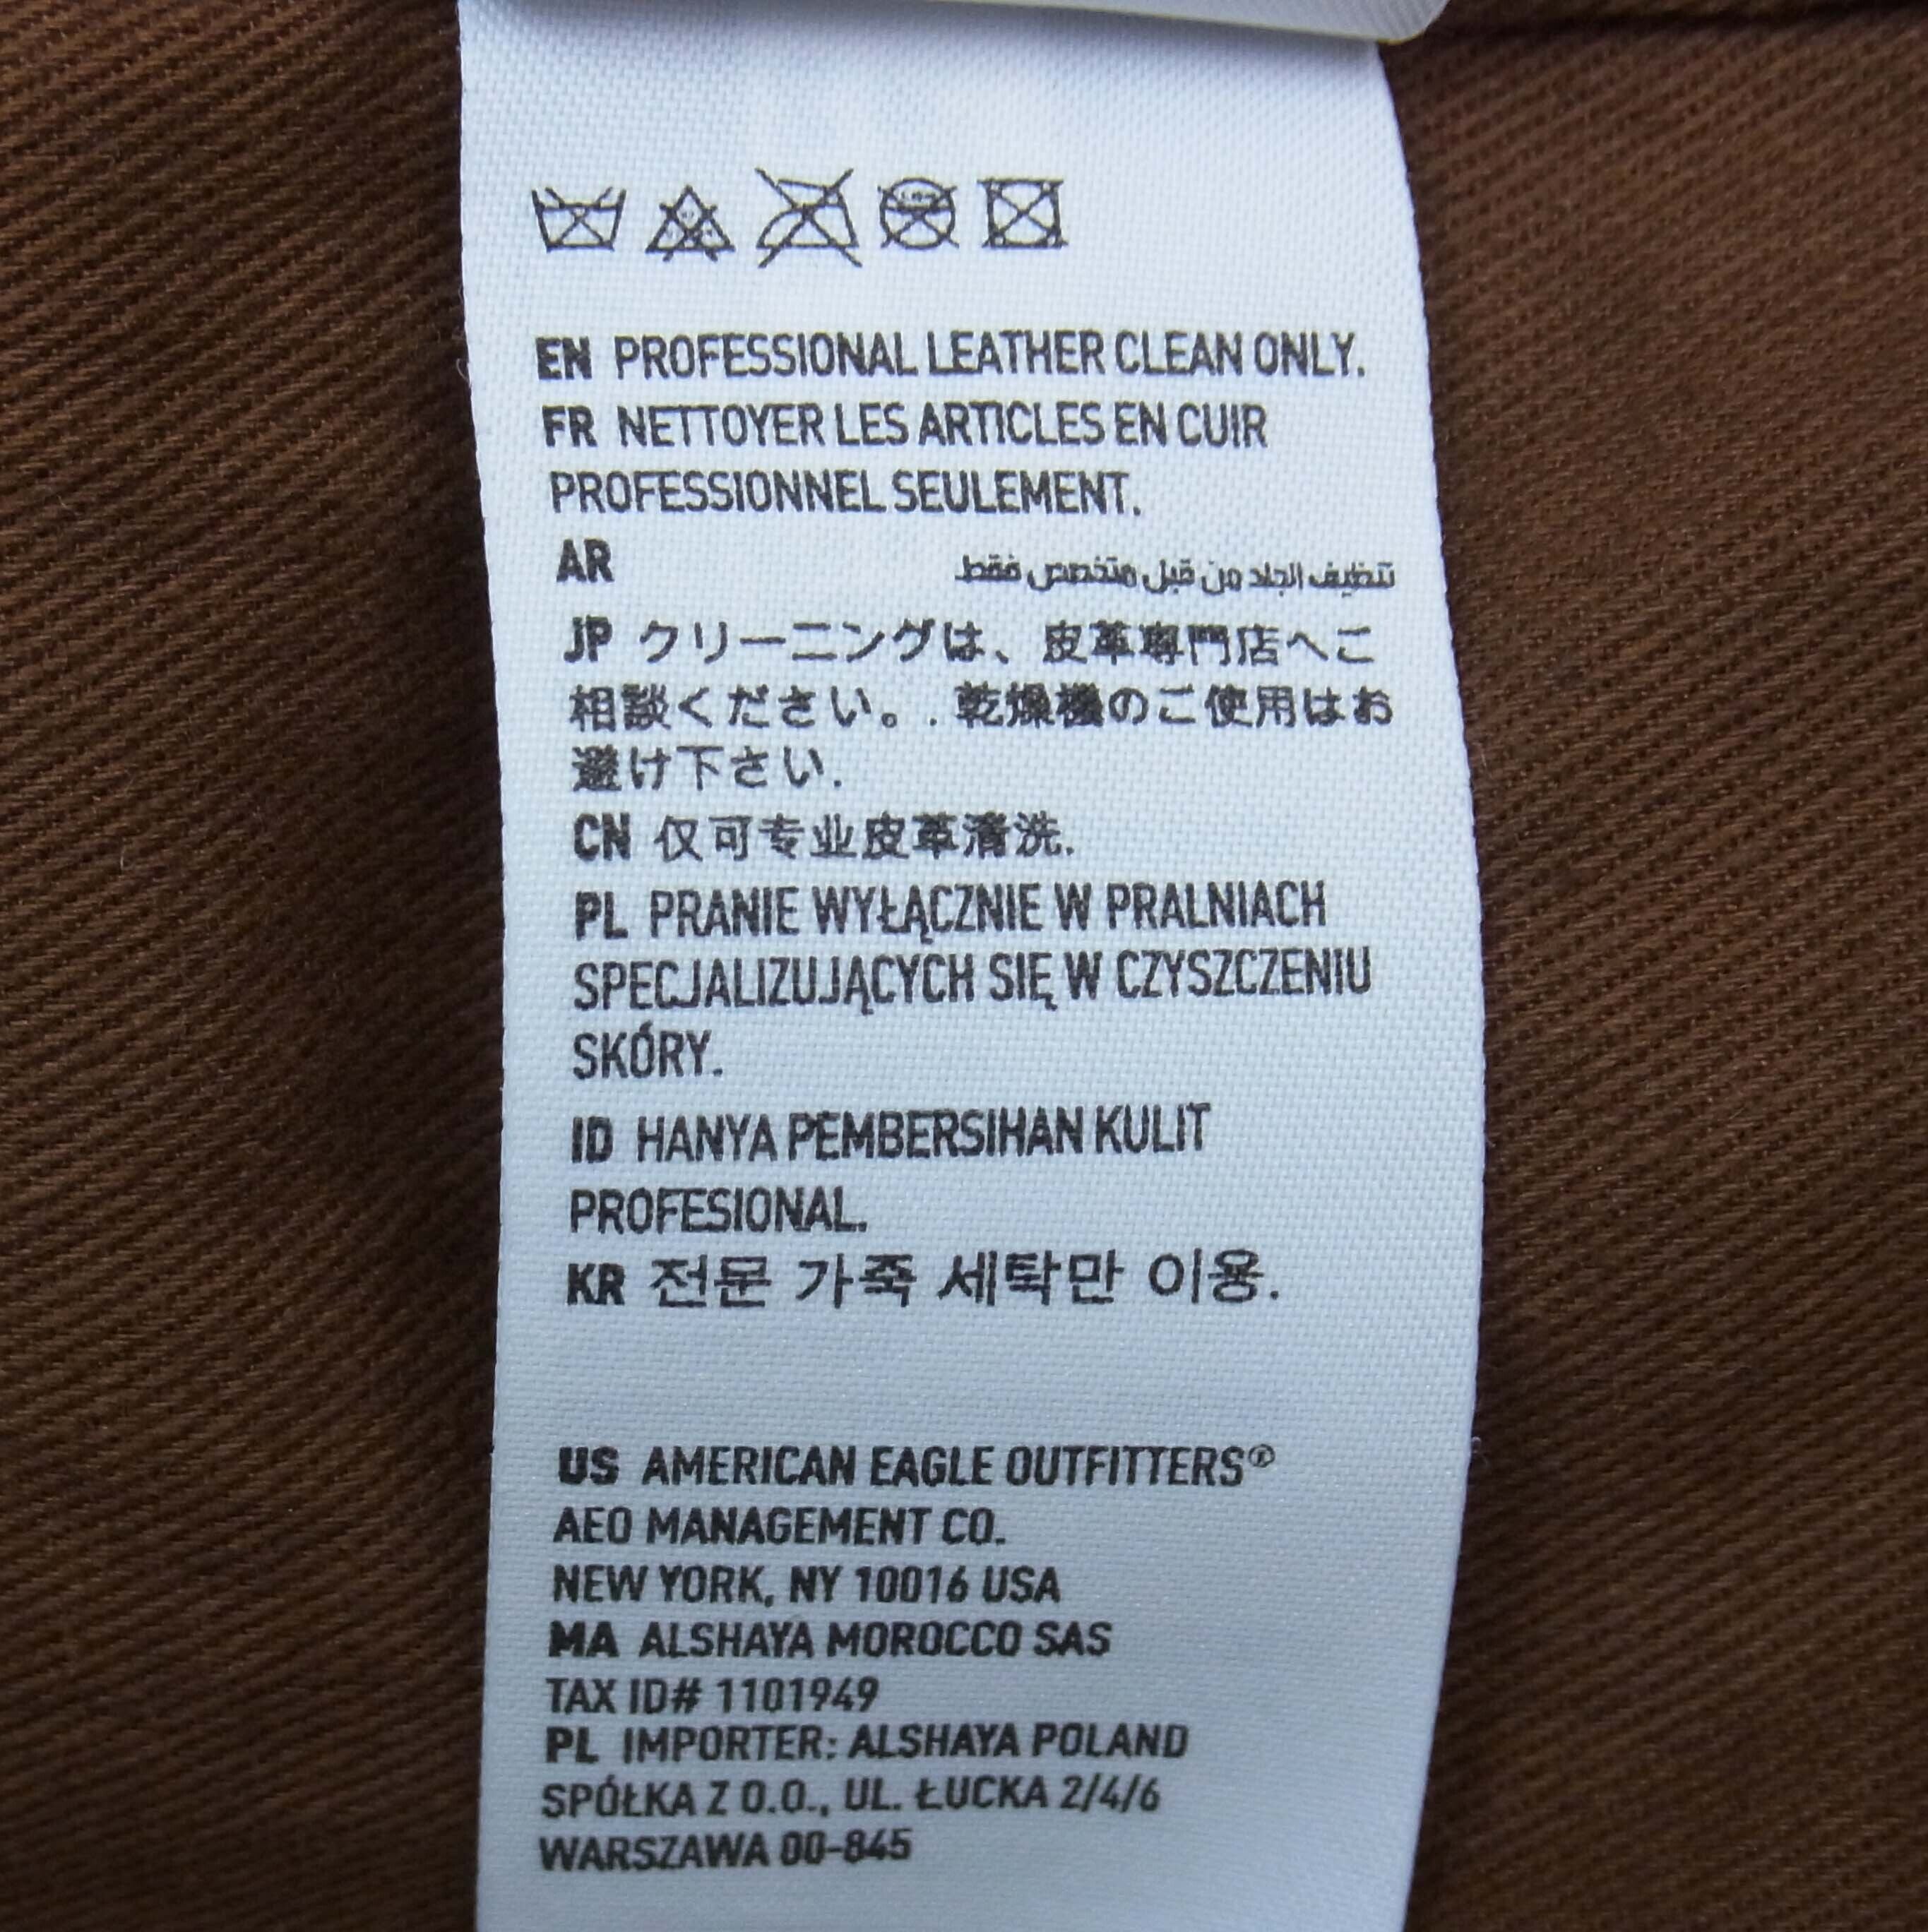 EN PROFESSIONAL LEATHER CLEAN ONLY.
FR NETTOYER LES ARTICLES EN CUIR
PROFESSIONNEL SEULEMENT.
AR تنظيف الجلد من قبل متخصص فقط
JP クリーニングは、皮革専門店へご
相談ください。. 乾燥機のご使用はお
避け下さい.
CN 仅可专业皮革清洗.
PL PRANIE WYŁĄCZNIE W PRALNIACH
SPECJALIZUJĄCYCH SIĘ W CZYSZCZENIU
SKÓRY.
ID HANYA PEMBERSIHAN KULIT
PROFESIONAL.
KR 전문 가죽 세탁만 이용.
US AMERICAN EAGLE OUTFITTERS®
AEO MANAGEMENT CO.
NEW YORK, NY 10016 USA
MA ALSHAYA MOROCCO SAS
TAX ID# 1101949
PL IMPORTER: ALSHAYA POLAND
SPÓŁKA Z O.O., UL. ŁUCKA 2/4/6
WARSZAWA 00-845